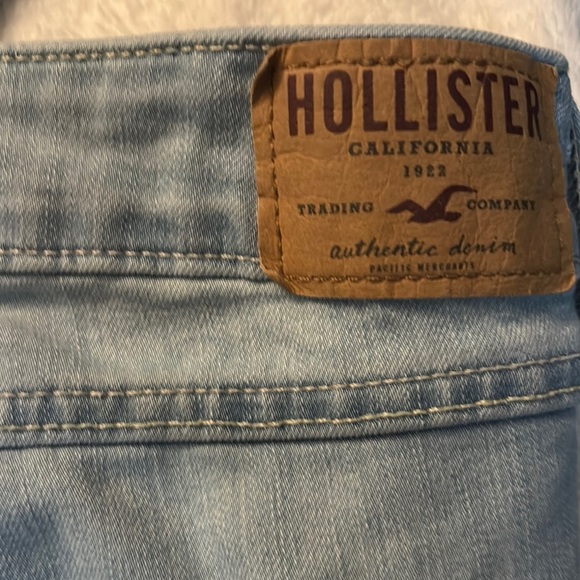 HOLLISTER
CALIFORNIA
1922
TRADING COMPANY
authentic denim
PACIFIC MERCHANTS